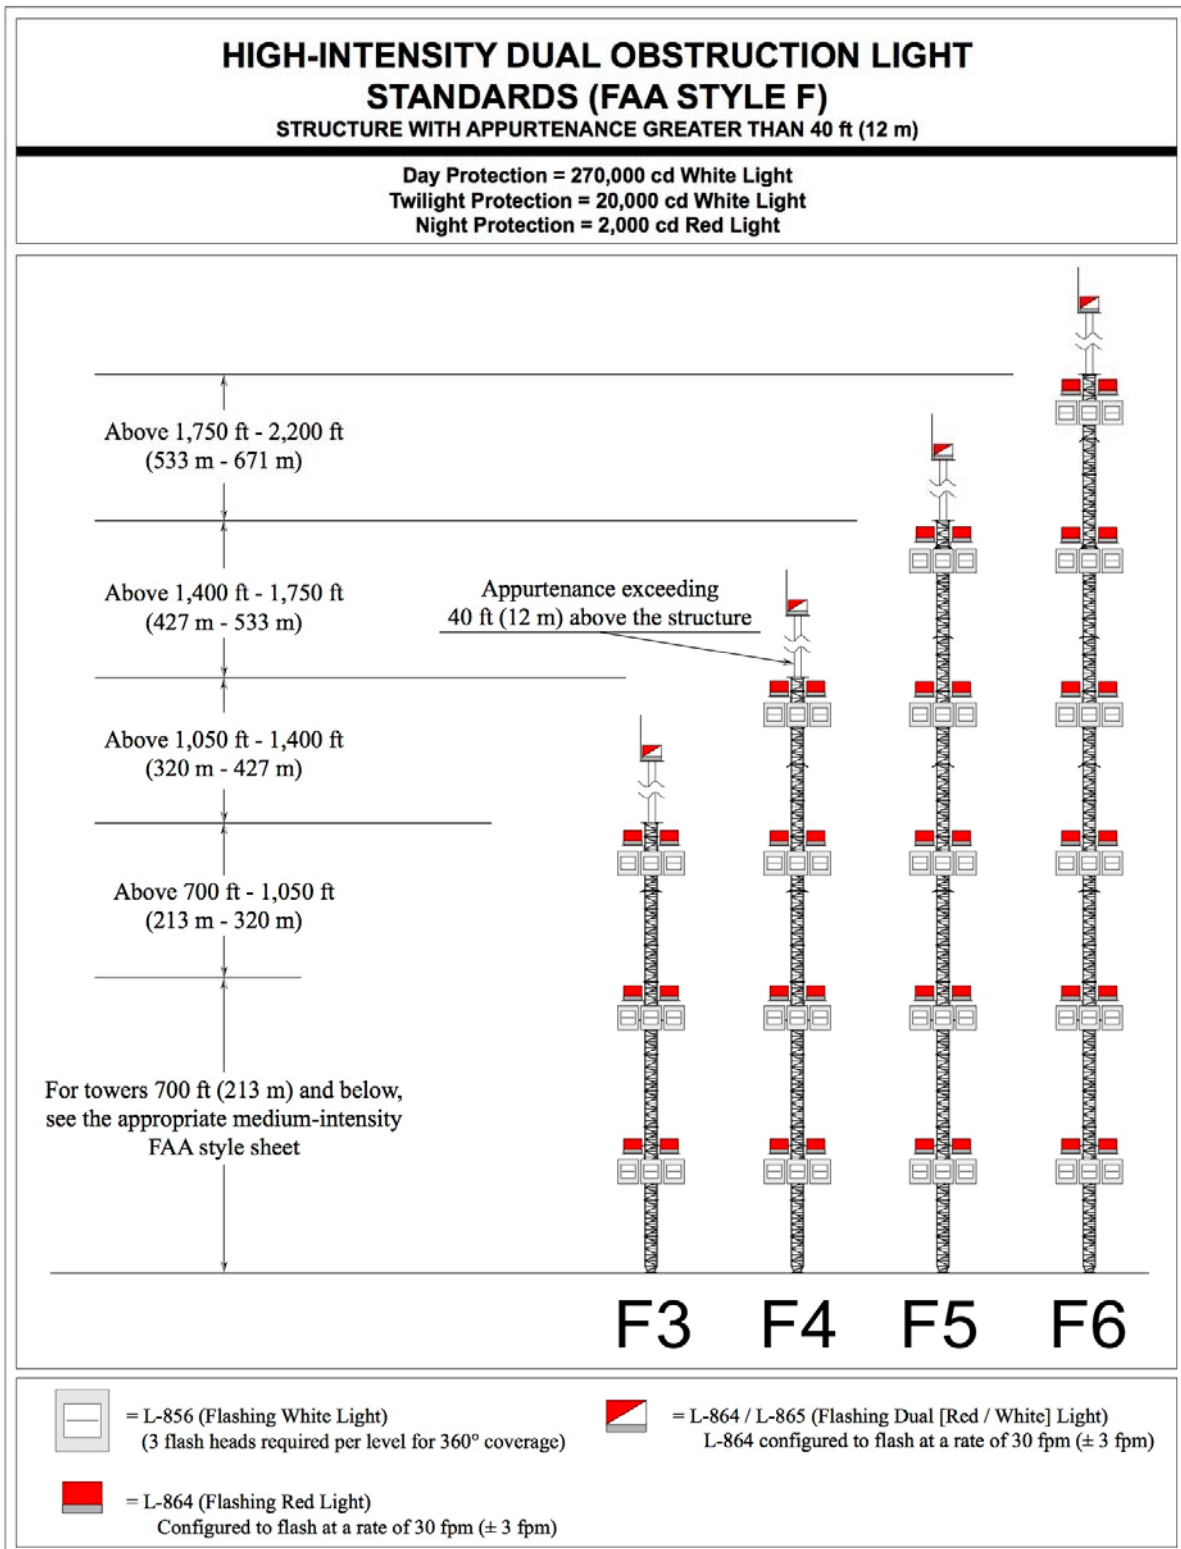 HIGH-INTENSITY DUAL OBSTRUCTION LIGHT
STANDARDS (FAA STYLE F)
STRUCTURE WITH APPURTENANCE GREATER THAN 40 ft (12 m)
Day Protection = 270,000 cd White Light
Twilight Protection = 20,000 cd White Light
Night Protection = 2,000 cd Red Light
Above 1,750 ft - 2,200 ft
(533 m - 671 m)
Above 1,400 ft - 1,750 ft
(427 m - 533 m)
Appurtenance exceeding
40 ft (12 m) above the structure
Above 1,050 ft - 1,400 ft
(320 m - 427 m)
Above 700 ft - 1,050 ft
(213 m - 320 m)
For towers 700 ft (213 m) and below,
see the appropriate medium-intensity
FAA style sheet
F3 F4 F5 F6
= L-856 (Flashing White Light)
(3 flash heads required per level for 360° coverage)
= L-864 / L-865 (Flashing Dual [Red / White] Light)
L-864 configured to flash at a rate of 30 fpm (± 3 fpm)
= L-864 (Flashing Red Light)
Configured to flash at a rate of 30 fpm (± 3 fpm)